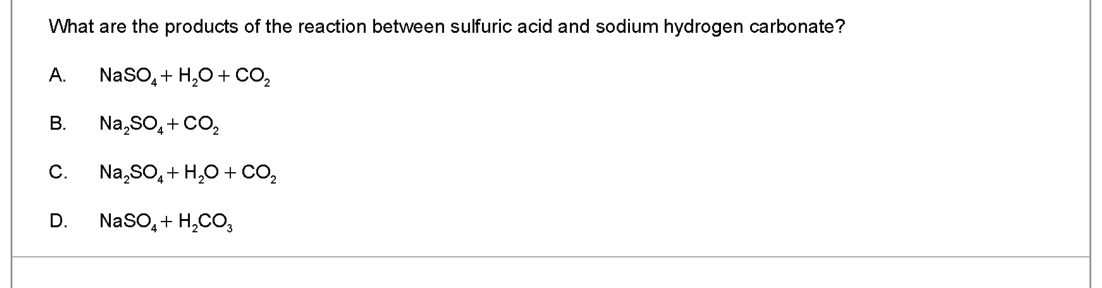 What are the products of the reaction between sulfuric acid and sodium hydrogen carbonate?
A. NaSO₄ + H₂O + CO₂
B. Na₂SO₄ + CO₂
C. Na₂SO₄ + H₂O + CO₂
D. NaSO₄ + H₂CO₃